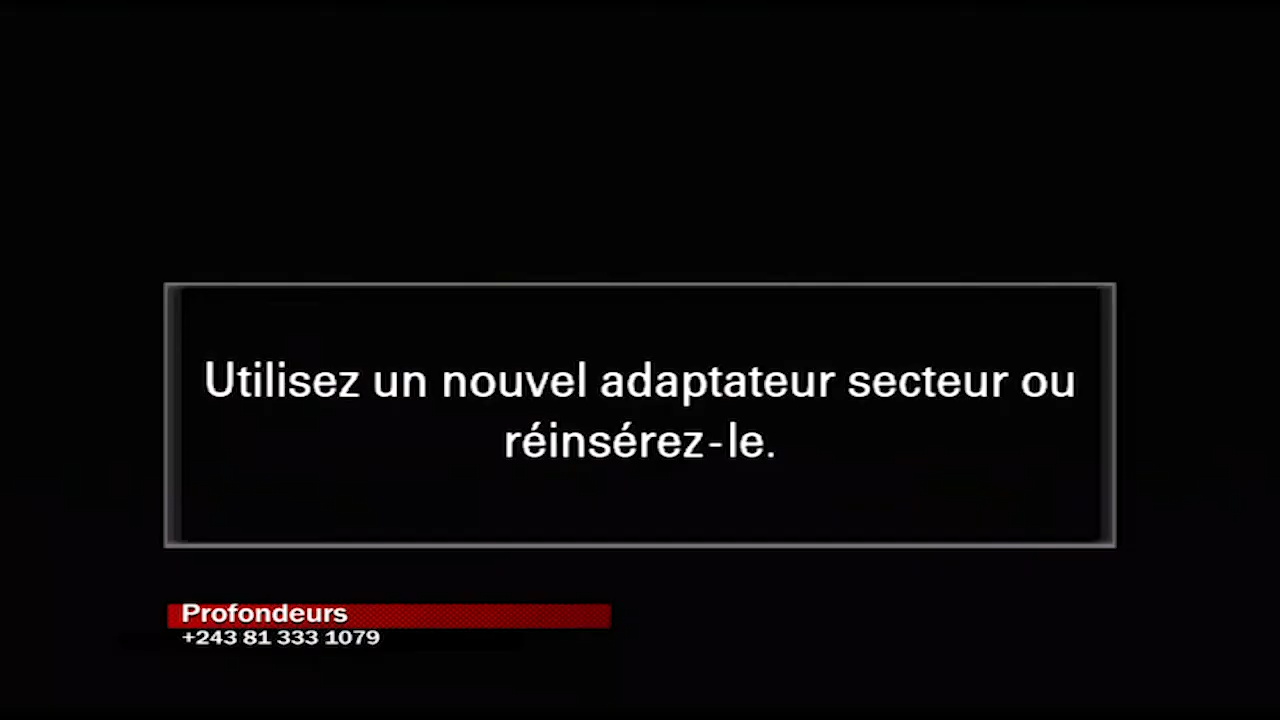 Utilisez un nouvel adaptateur secteur ou
réinsérez-le.
Profondeurs
+243 81 333 1079